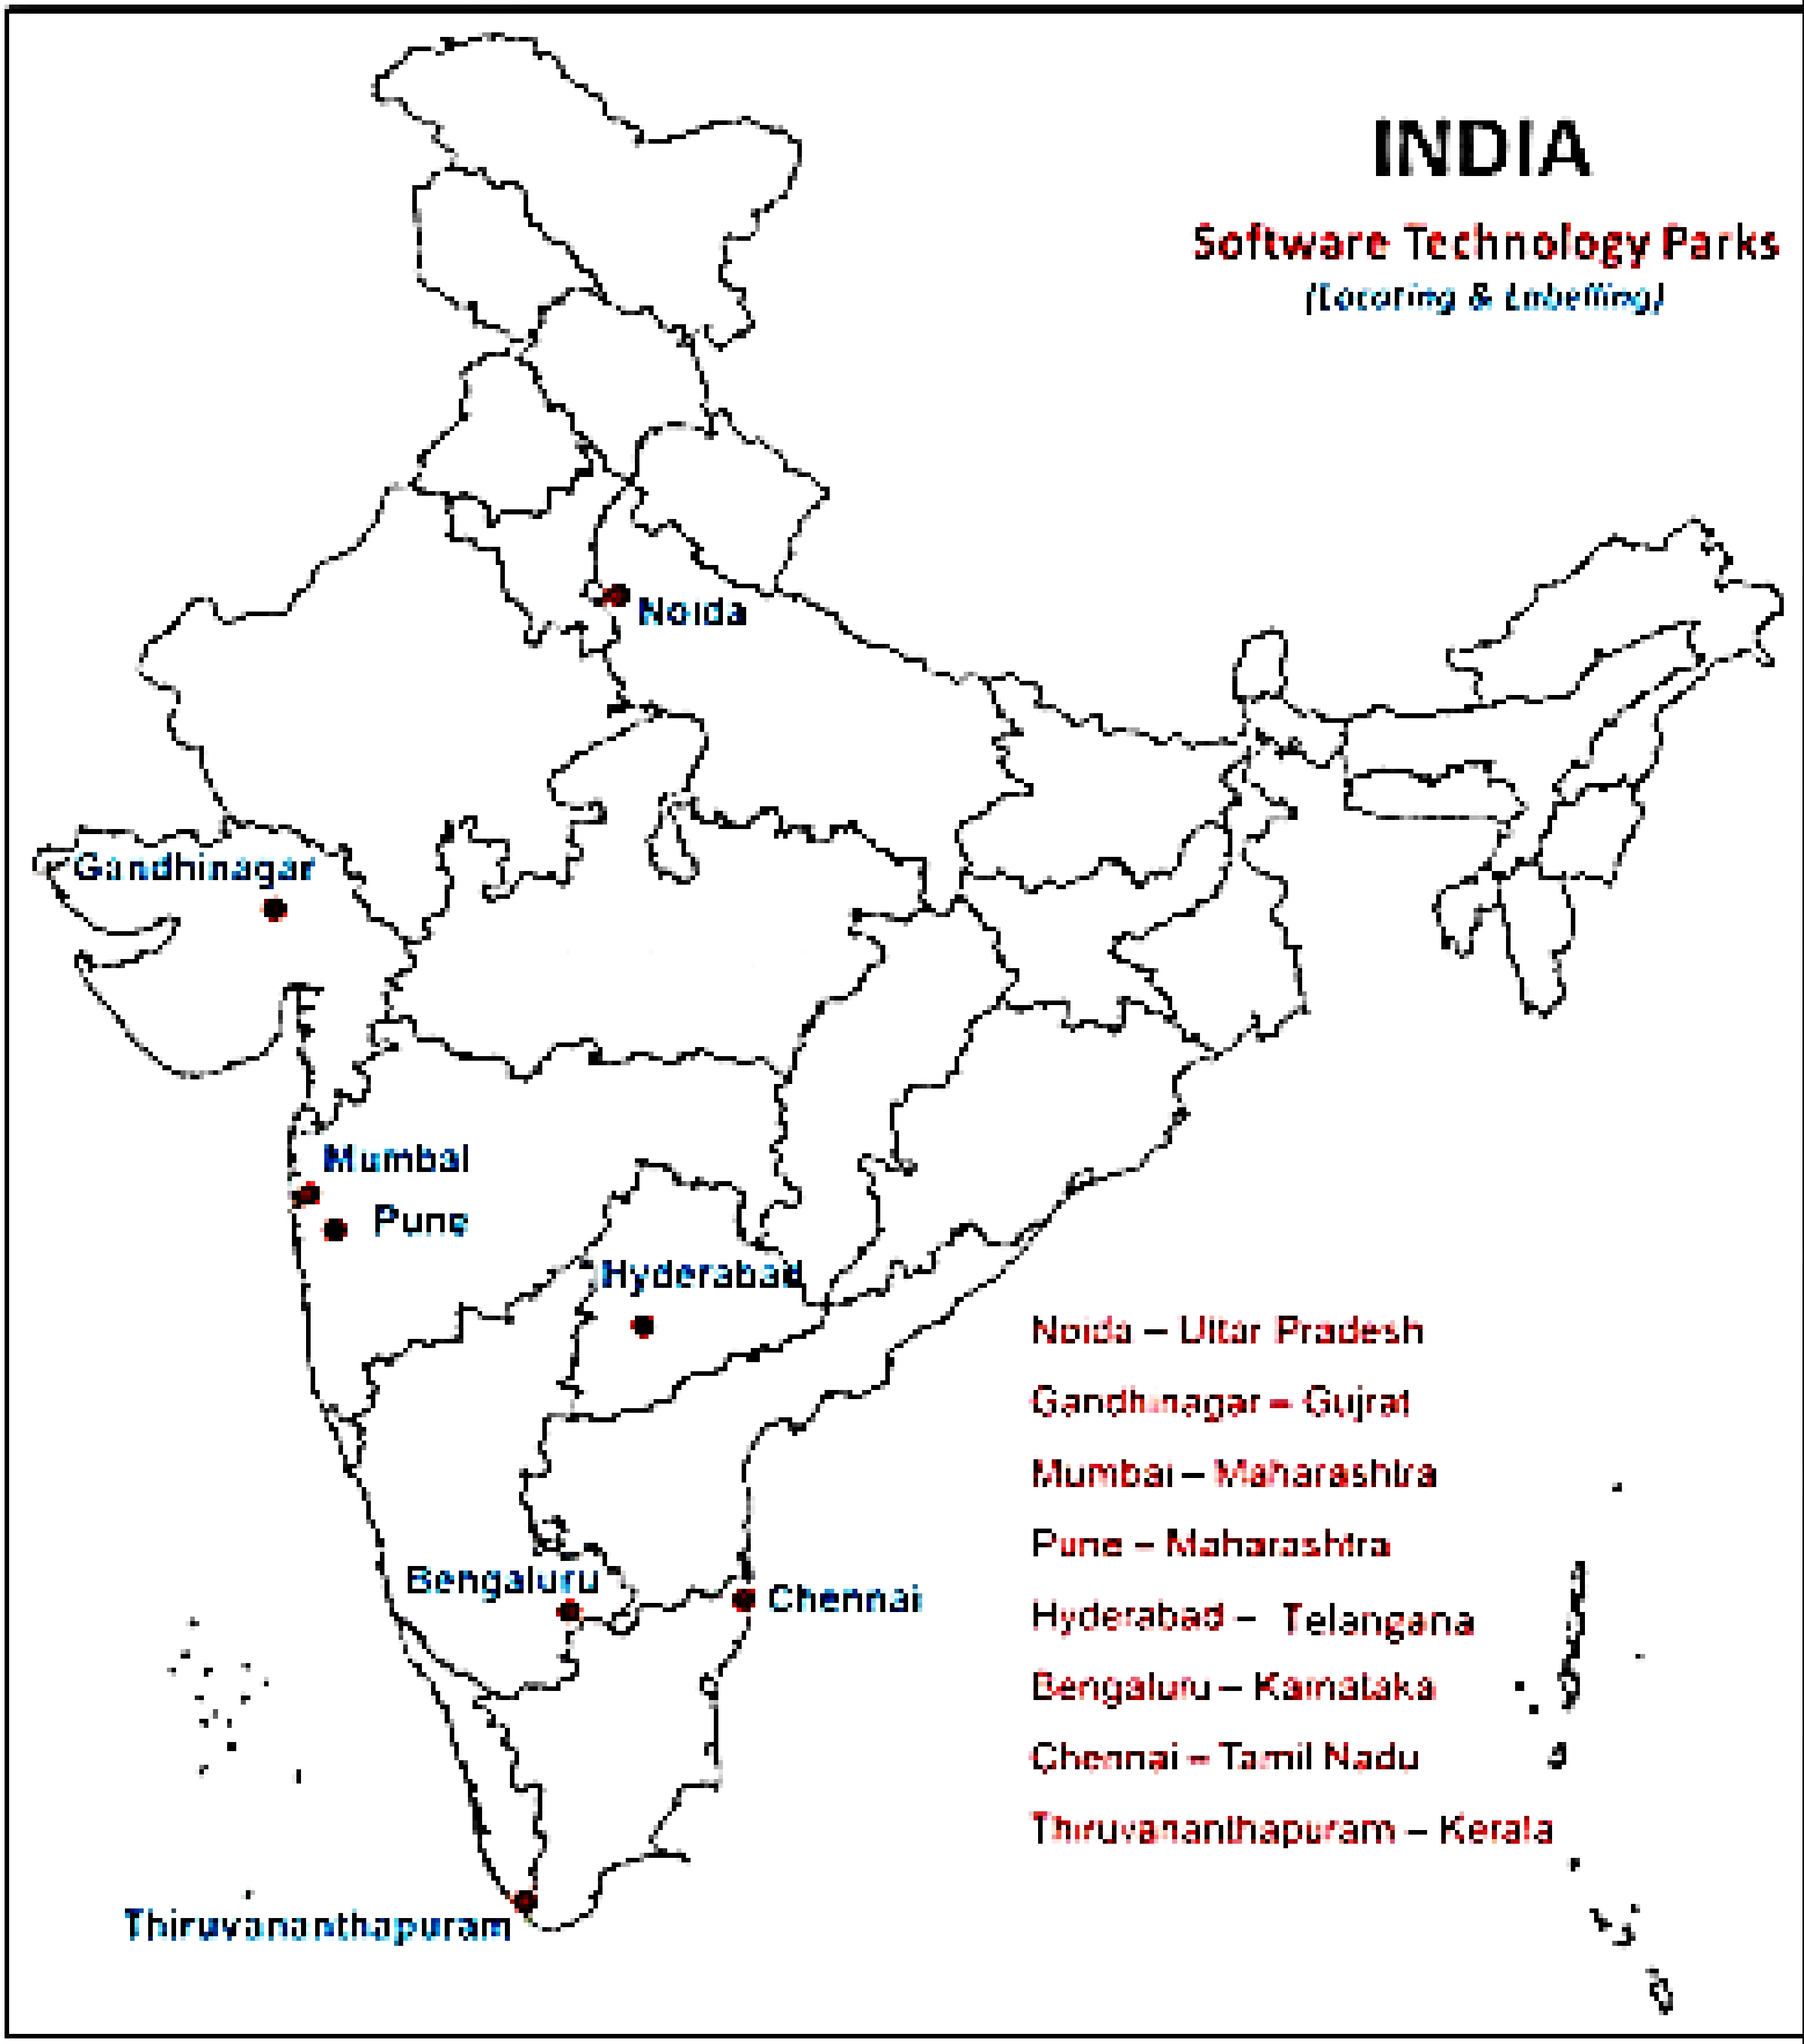 INDIA
Software Technology Parks
(Locating & Labelling)
Noida
Gandhinagar
Mumbai
Pune
Hyderabad
Bengaluru
Chennai
Thiruvananthapuram
Noida – Uttar Pradesh
Gandhinagar – Gujrat
Mumbai – Maharashtra
Pune – Maharashtra
Hyderabad – Telangana
Bengaluru – Karnataka
Chennai – Tamil Nadu
Thiruvananthapuram – Kerala